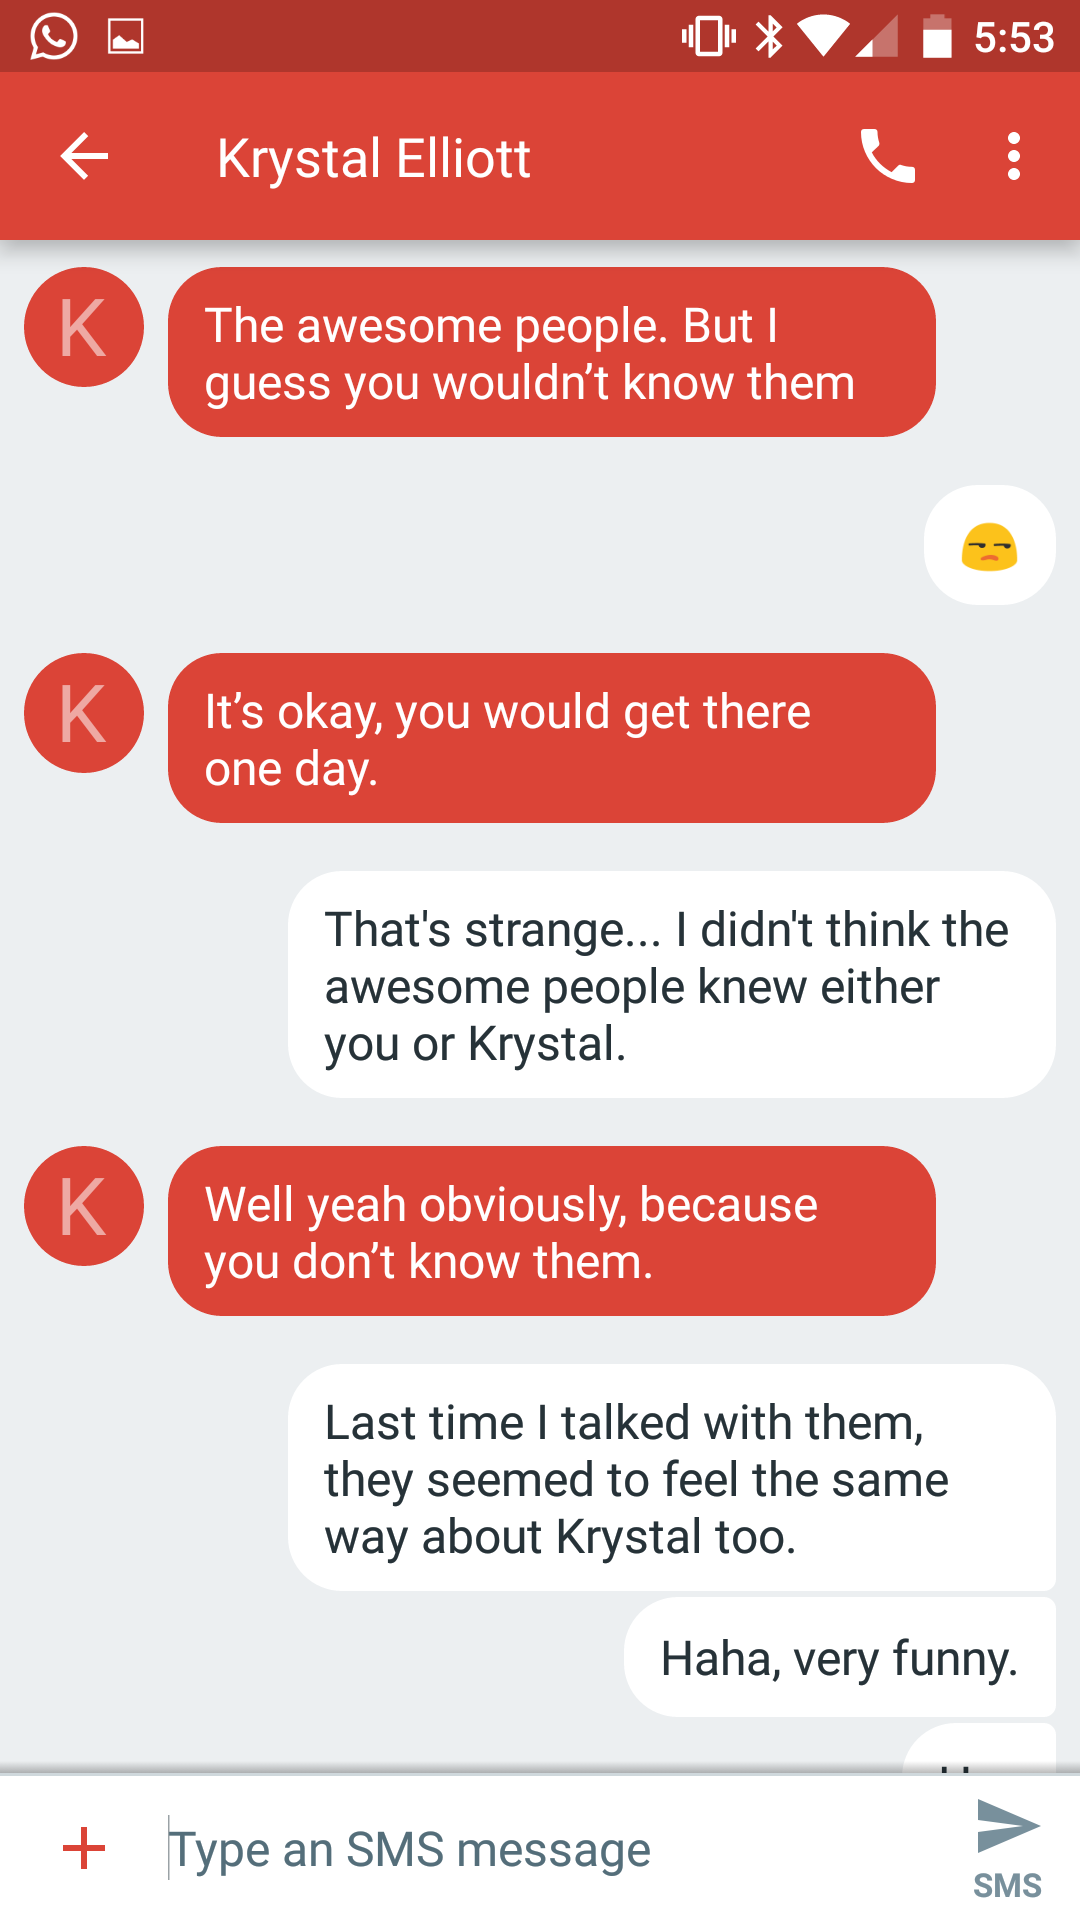 5:53
Krystal Elliott
K
The awesome people. But I
guess you wouldn’t know them
K
It’s okay, you would get there
one day.
That's strange... I didn't think the
awesome people knew either
you or Krystal.
K
Well yeah obviously, because
you don’t know them.
Last time I talked with them,
they seemed to feel the same
way about Krystal too.
Haha, very funny.
Type an SMS message
SMS